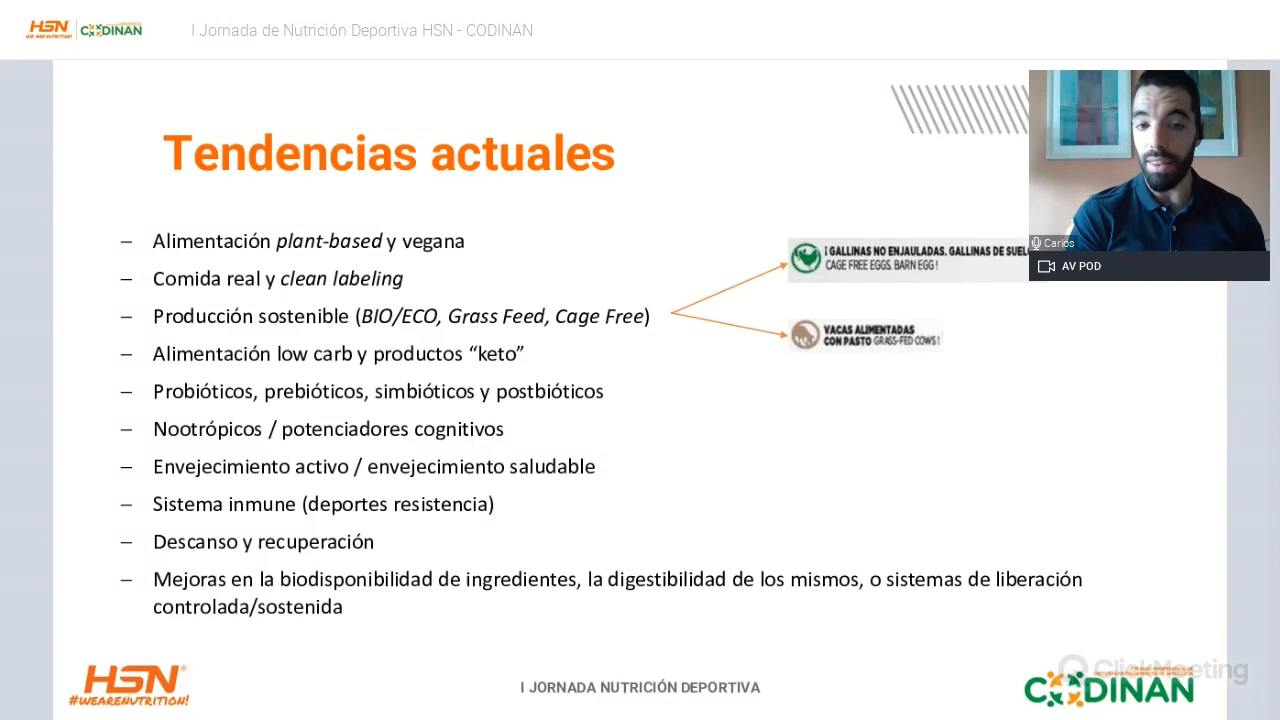 HSN
WE ARE NUTRITION!
CODINAN
I Jornada de Nutrición Deportiva HSN - CODINAN
Tendencias actuales
– Alimentación plant-based y vegana
– Comida real y clean labeling
– Producción sostenible (BIO/ECO, Grass Feed, Cage Free)
– Alimentación low carb y productos “keto”
– Probióticos, prebióticos, simbióticos y postbióticos
– Nootrópicos / potenciadores cognitivos
– Envejecimiento activo / envejecimiento saludable
– Sistema inmune (deportes resistencia)
– Descanso y recuperación
– Mejoras en la biodisponibilidad de ingredientes, la digestibilidad de los mismos, o sistemas de liberación
controlada/sostenida
¡ GALLINAS NO ENJAULADAS. GALLINAS DE SUEL
CAGE FREE EGGS. BARN EGG !
VACAS ALIMENTADAS
CON PASTO GRASS-FED COWS !
Carlos
AV POD
HSN®
#WEARENUTRITION!
I JORNADA NUTRICIÓN DEPORTIVA
CODINAN
ClickMeeting